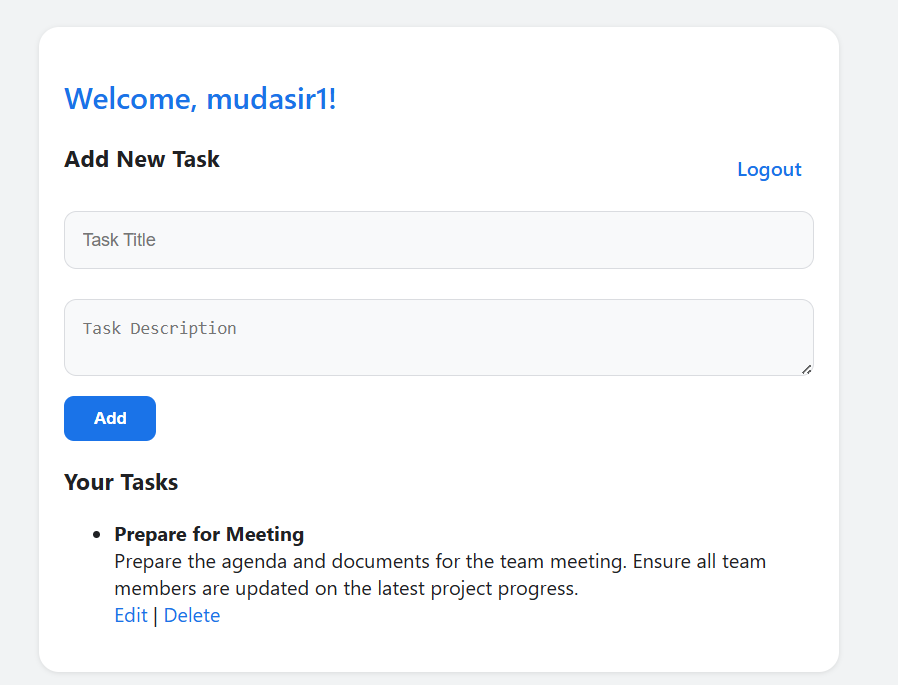 Welcome, mudasir1!
Add New Task
Logout
Task Title
Task Description
Add
Your Tasks
Prepare for Meeting
Prepare the agenda and documents for the team meeting. Ensure all team
members are updated on the latest project progress.
Edit | Delete